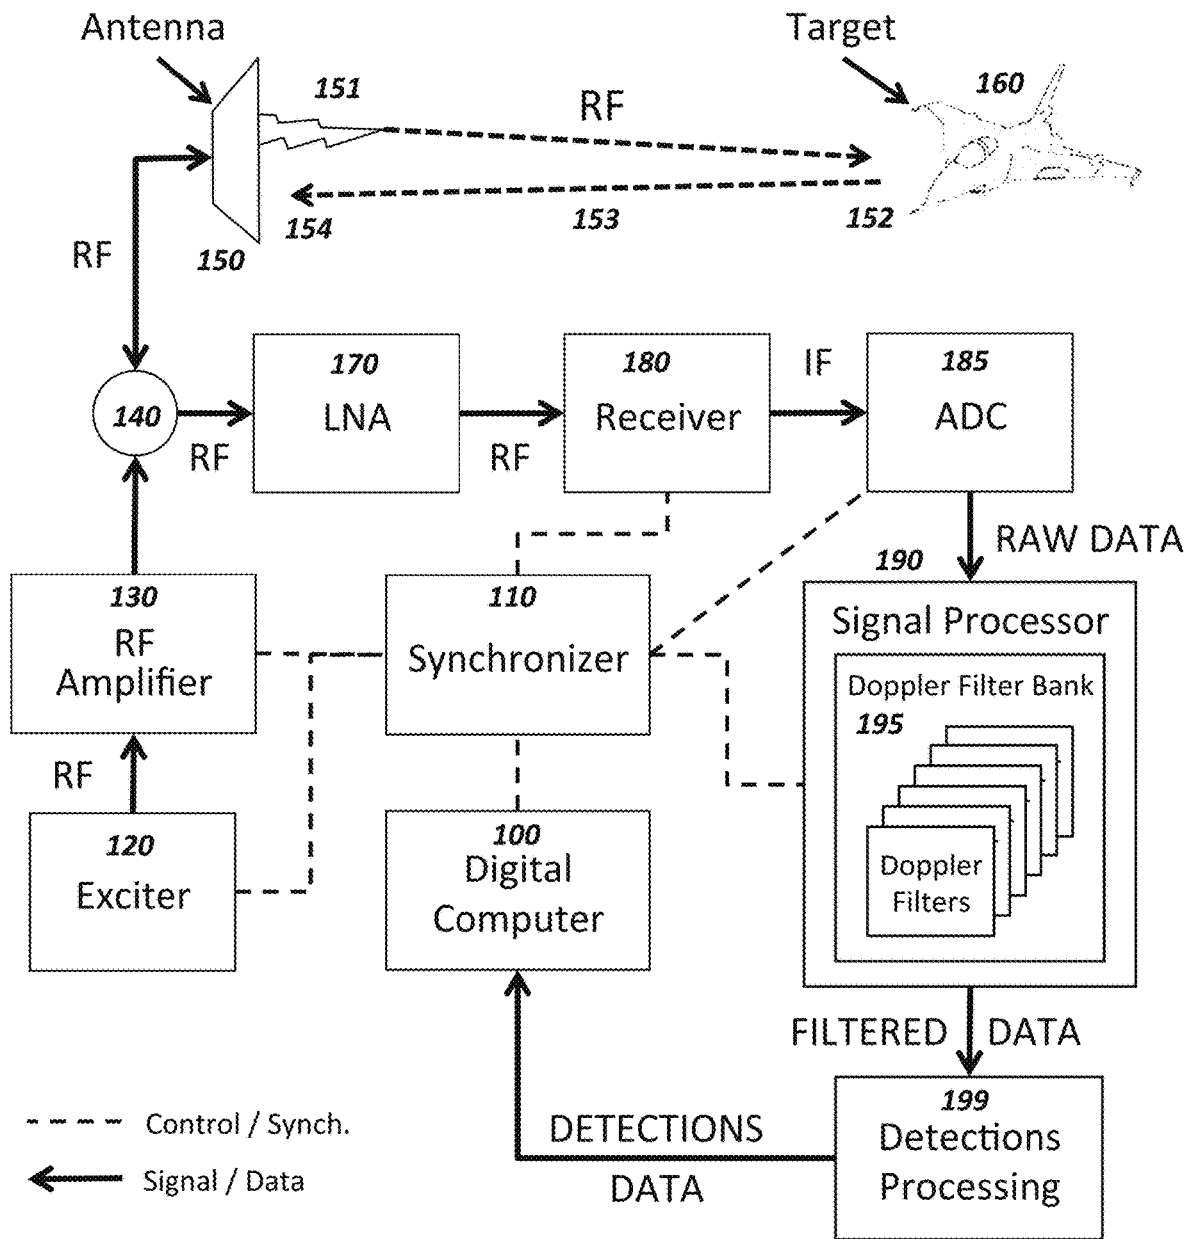 Antenna
Target
151
RF
160
154
153
152
150
RF
170
LNA
180
Receiver
IF
185
ADC
140
RF
RF
RAW DATA
130
RF
Amplifier
110
Synchronizer
190
Signal Processor
Doppler Filter Bank
195
Doppler
Filters
RF
120
Exciter
100
Digital
Computer
FILTERED DATA
199
Detections
Processing
DETECTIONS
DATA
Control / Synch.
Signal / Data